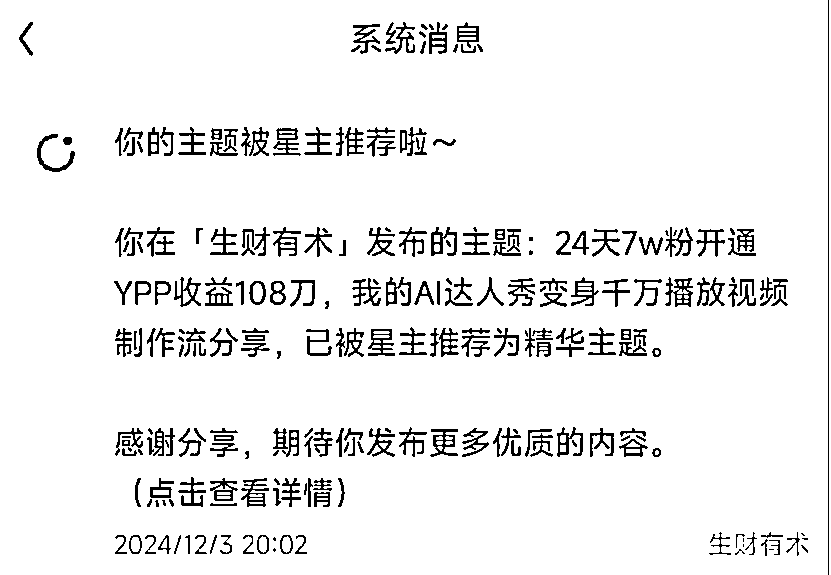 系统消息
你的主题被星主推荐啦～
你在「生财有术」发布的主题：24天7w粉开通
YPP收益108刀，我的AI达人秀变身千万播放视频
制作流分享，已被星主推荐为精华主题。
感谢分享，期待你发布更多优质的内容。
（点击查看详情）
2024/12/3 20:02
生财有术